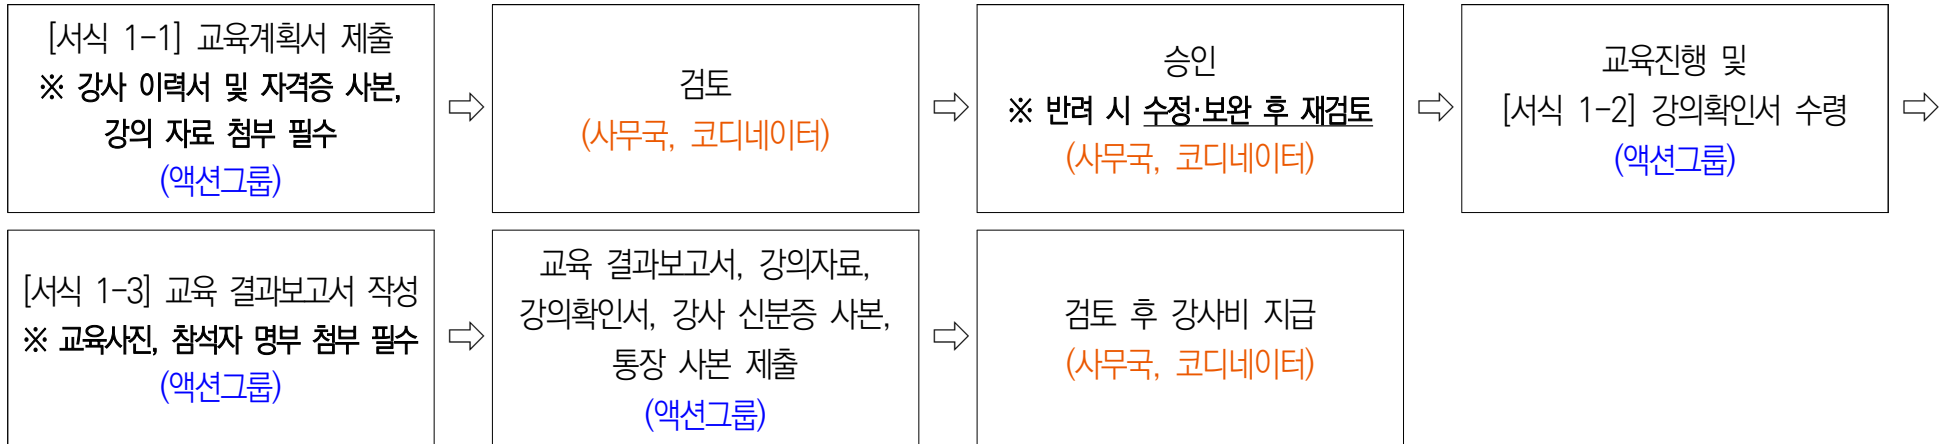 [서식 1-1] 교육계획서 제출
※ 강사 이력서 및 자격증 사본,
강의 자료 첨부 필수
(액션그룹)
⇨
검토
(사무국, 코디네이터)
⇨
승인
※ 반려 시 수정·보완 후 재검토
(사무국, 코디네이터)
⇨
교육진행 및
[서식 1-2] 강의확인서 수령
(액션그룹)
⇨
[서식 1-3] 교육 결과보고서 작성
※ 교육사진, 참석자 명부 첨부 필수
(액션그룹)
⇨
교육 결과보고서, 강의자료,
강의확인서, 강사 신분증 사본,
통장 사본 제출
(액션그룹)
⇨
검토 후 강사비 지급
(사무국, 코디네이터)